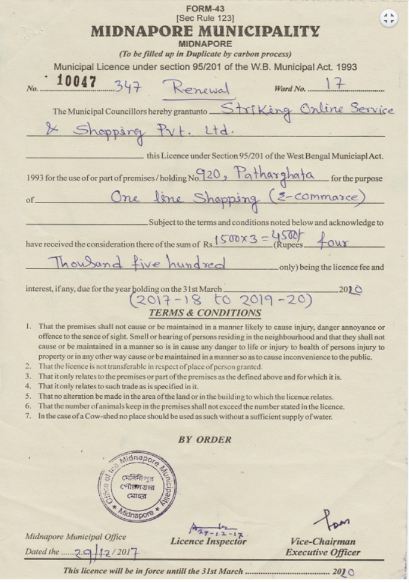 FORM-43
[Sec Rule 123]
MIDNAPORE MUNICIPALITY
MIDNAPORE
(To be filled up in Duplicate by carbon process)
Municipal Licence under section 95/201 of the W.B. Municipal Act. 1993
No. 10047 347 Renewal Ward No. 17
The Municipal Councillors hereby grantunto Striking Online Service
& Shopping Pvt. Ltd.
this Licence under Section 95/201 of the West Bengal Municiapl Act.
1993 for the use of or part of premises / holding No. 920, Patharghata for the purpose
of One line Shopping (E-commarce)
Subject to the terms and conditions noted below and acknowledge to
have received the consideration there of the sum of Rs 1500x3=4500/- (Rupees four
Thousand five hundred only) being the licence fee and
interest, if any, due for the year holding on the 31st March 2020
(2017-18 to 2019-20)
TERMS & CONDITIONS
1. That the premises shall not cause or be maintained in a manner likely to cause injury, danger annoyance or
offence to the sence of sight. Smell or hearing of persons residing in the neighbourhood and that they shall not
cause or be maintained in a manner so is in cause any danger to life or injury to health of persons injury to
property or in any other way cause or be maintained in a manner so as to cause inconvenience to the public.
2. That the licence is not transferable in respect of place of person granted.
3. That it only relates to the premises or part of the premises as the defined above and for which it is.
4. That it only relates to such trade as is specified in it.
5. That no alteration be made in the area of the land or in the building to which the licence relates.
6. That the number of animals keep in the premises shall not exceed the number stated in the licence.
7. In the case of a Cow-shed no place should be used as such without a sufficient supply of water.
BY ORDER
Office of the Midnapore Municipality
মেদিনীপুর
পৌরসভার
মোহর
Midnapore
29-12-17
Midnapore Municipal Office
Licence Inspector
Vice-Chairman
Dated the 29/12/2017
Executive Officer
This licence will be in force untill the 31st March 2020